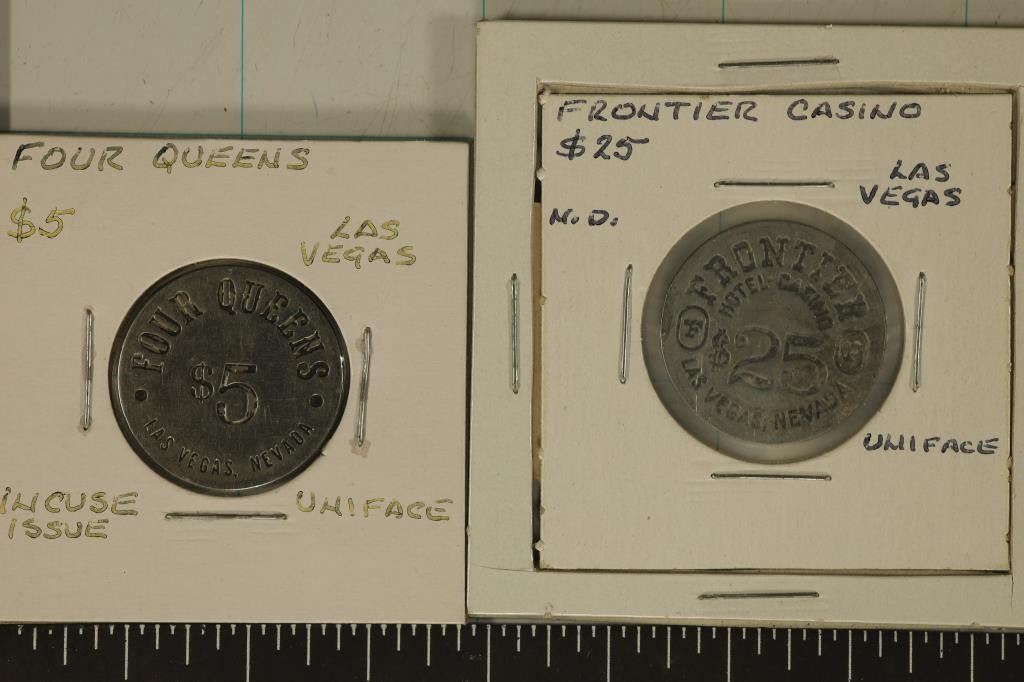 FOUR QUEENS
$5
LAS
VEGAS
FOUR QUEENS
$5
LAS VEGAS, NEVADA
INCUSE
ISSUE
UNIFACE
FRONTIER CASINO
$25
LAS
VEGAS
N.D.
FRONTIER
HOTEL-CASINO
$25
LAS VEGAS, NEVADA
UNIFACE